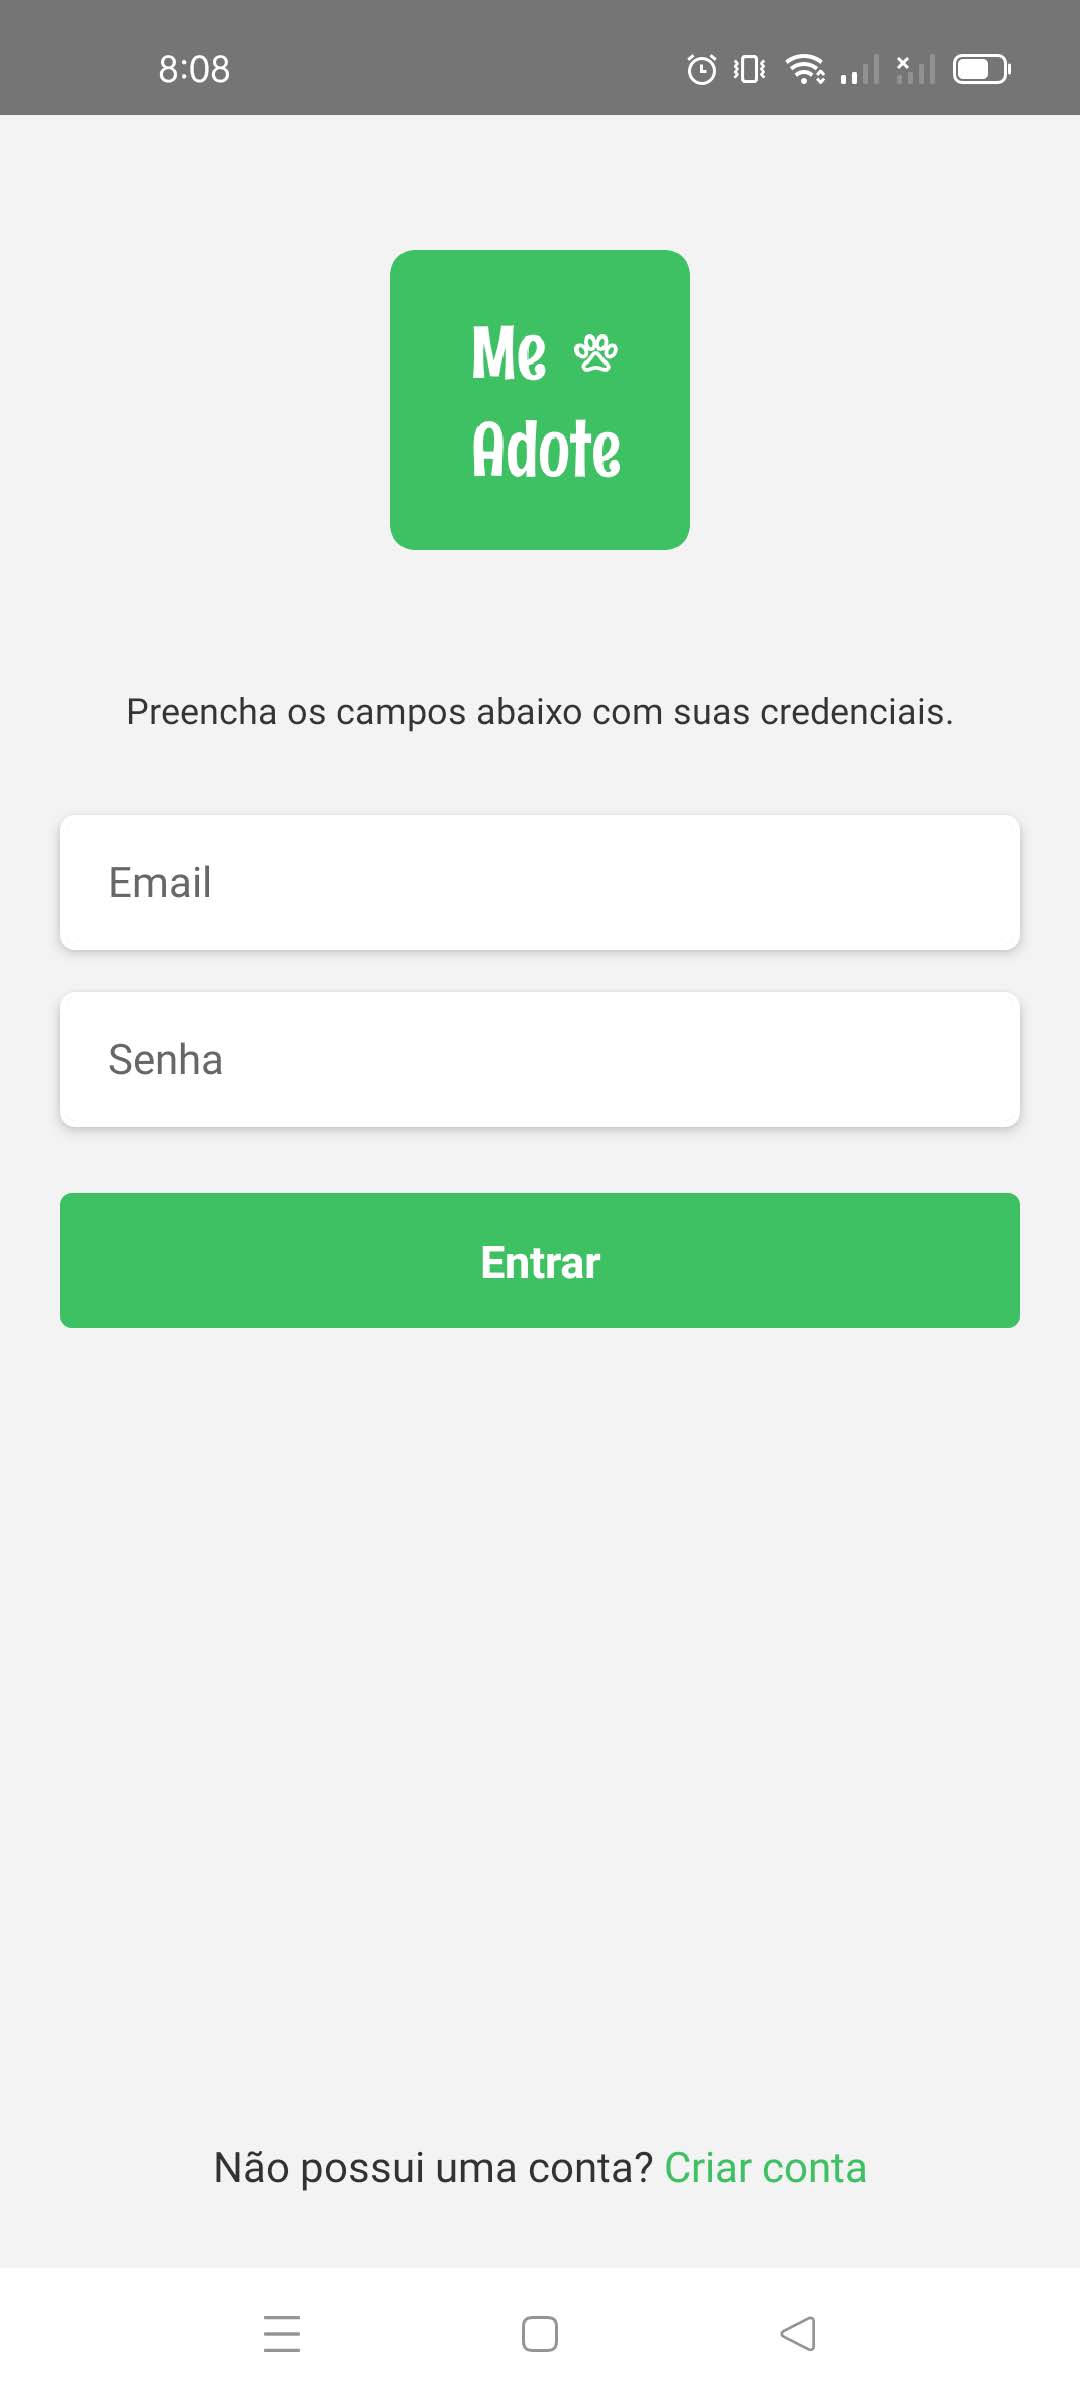 8:08
Me
Adote
Preencha os campos abaixo com suas credenciais.
Email
Senha
Entrar
Não possui uma conta? Criar conta